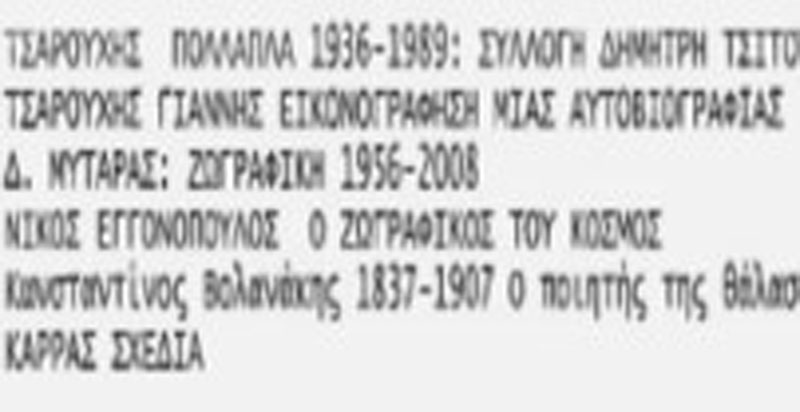 ΤΣΑΡΟΥΧΗΣ ΠΟΛΛΑΠΛΑ 1936-1989: ΣΥΛΛΟΓΗ ΔΗΜΗΤΡΗ ΤΣΙΤΟ
ΤΣΑΡΟΥΧΗΣ ΓΙΑΝΝΗΣ ΕΙΚΟΝΟΓΡΑΦΗΣΗ ΜΙΑΣ ΑΥΤΟΒΙΟΓΡΑΦΙΑΣ
Δ. ΜΥΤΑΡΑΣ: ΖΩΓΡΑΦΙΚΗ 1956-2008
ΝΙΚΟΣ ΕΓΓΟΝΟΠΟΥΛΟΣ Ο ΖΩΓΡΑΦΙΚΟΣ ΤΟΥ ΚΟΣΜΟΣ
Κωνσταντίνος Βολανάκης 1837-1907 Ο ποιητής της θάλασ
ΚΑΡΡΑΣ ΣΧΕΔΙΑ